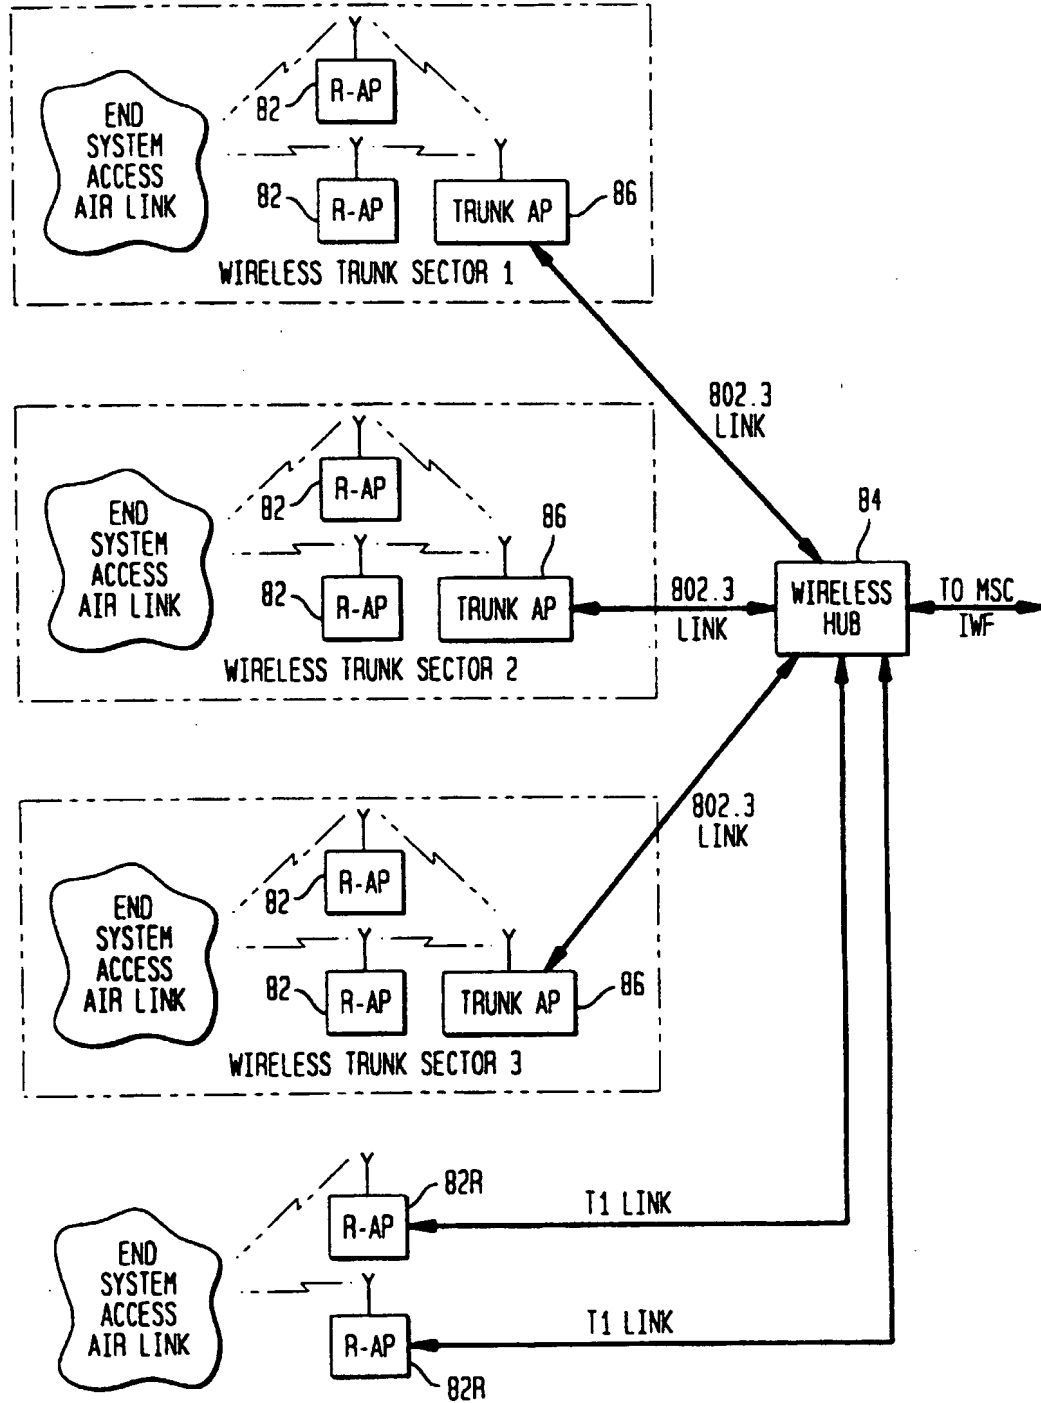 R-AP
82
END
SYSTEM
ACCESS
AIR LINK
R-AP
82
TRUNK AP
86
WIRELESS TRUNK SECTOR 1
802.3
LINK
R-AP
82
END
SYSTEM
ACCESS
AIR LINK
R-AP
82
86
TRUNK AP
WIRELESS TRUNK SECTOR 2
802.3
LINK
84
WIRELESS
HUB
TO MSC
IWF
802.3
LINK
R-AP
82
END
SYSTEM
ACCESS
AIR LINK
R-AP
82
TRUNK AP
86
WIRELESS TRUNK SECTOR 3
82R
R-AP
T1 LINK
END
SYSTEM
ACCESS
AIR LINK
R-AP
T1 LINK
82R